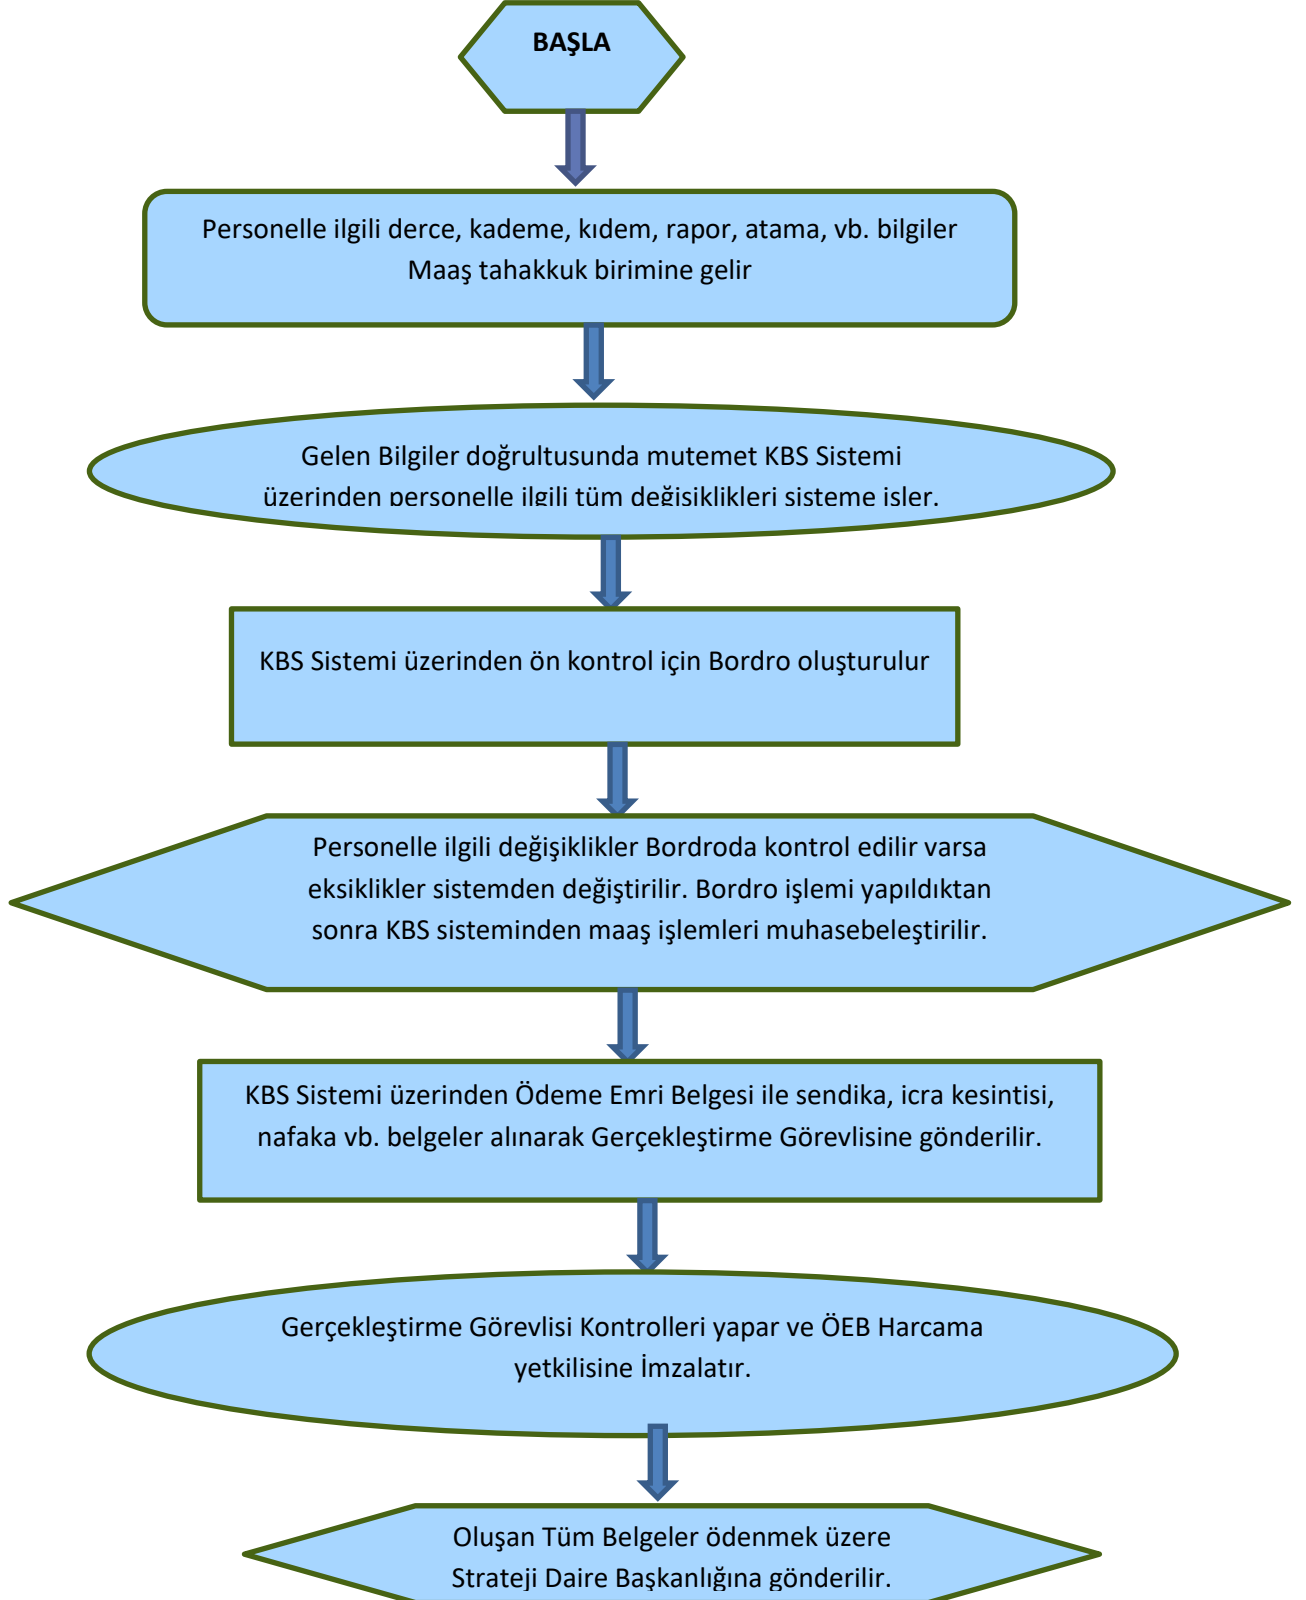 BAŞLA
Personelle ilgili derce, kademe, kıdem, rapor, atama, vb. bilgiler
Maaş tahakkuk birimine gelir
Gelen Bilgiler doğrultusunda mutemet KBS Sistemi
üzerinden personelle ilgili tüm değişiklikleri sisteme işler.
KBS Sistemi üzerinden ön kontrol için Bordro oluşturulur
Personelle ilgili değişiklikler Bordroda kontrol edilir varsa
eksiklikler sistemden değiştirilir. Bordro işlemi yapıldıktan
sonra KBS sisteminden maaş işlemleri muhasebeleştirilir.
KBS Sistemi üzerinden Ödeme Emri Belgesi ile sendika, icra kesintisi,
nafaka vb. belgeler alınarak Gerçekleştirme Görevlisine gönderilir.
Gerçekleştirme Görevlisi Kontrolleri yapar ve ÖEB Harcama
yetkilisine İmzalatır.
Oluşan Tüm Belgeler ödenmek üzere
Strateji Daire Başkanlığına gönderilir.